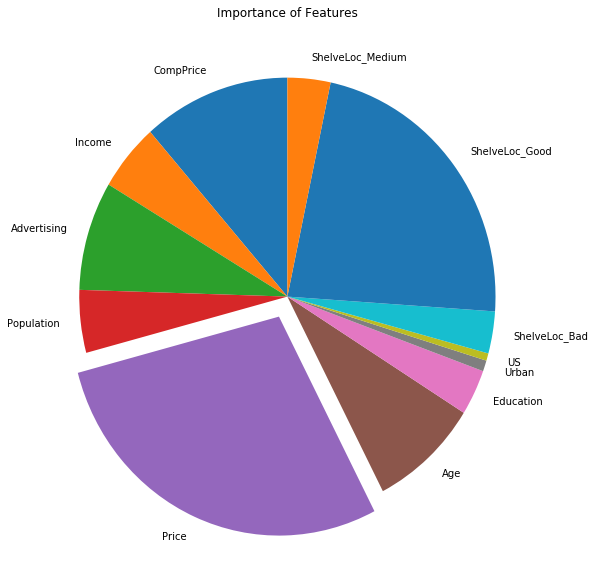 Importance of Features
ShelveLoc_Medium
CompPrice
Income
ShelveLoc_Good
Advertising
Population
ShelveLoc_Bad
US
Urban
Education
Age
Price